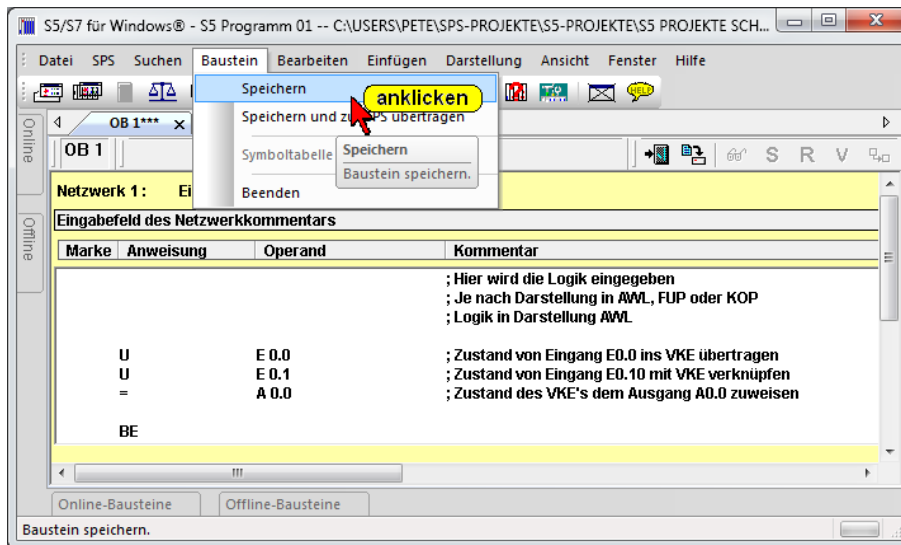 S5/S7 für Windows® - S5 Programm 01 -- C:\USERS\PETE\SPS-PROJEKTE\S5-PROJEKTE\S5 PROJEKTE SCH...
Datei SPS Suchen Baustein Bearbeiten Einfügen Darstellung Ansicht Fenster Hilfe
HELP
Speichern
anklicken
Speichern und zur SPS übertragen
Symboltabelle
Beenden
Speichern
Baustein speichern.
Online
Offline
OB 1*** x
OB 1
S R V
Netzwerk 1: Ei
Eingabefeld des Netzwerkkommentars
Marke Anweisung Operand Kommentar
; Hier wird die Logik eingegeben
; Je nach Darstellung in AWL, FUP oder KOP
; Logik in Darstellung AWL
U E 0.0 ; Zustand von Eingang E0.0 ins VKE übertragen
U E 0.1 ; Zustand von Eingang E0.10 mit VKE verknüpfen
= A 0.0 ; Zustand des VKE's dem Ausgang A0.0 zuweisen
BE
Online-Bausteine Offline-Bausteine
Baustein speichern.